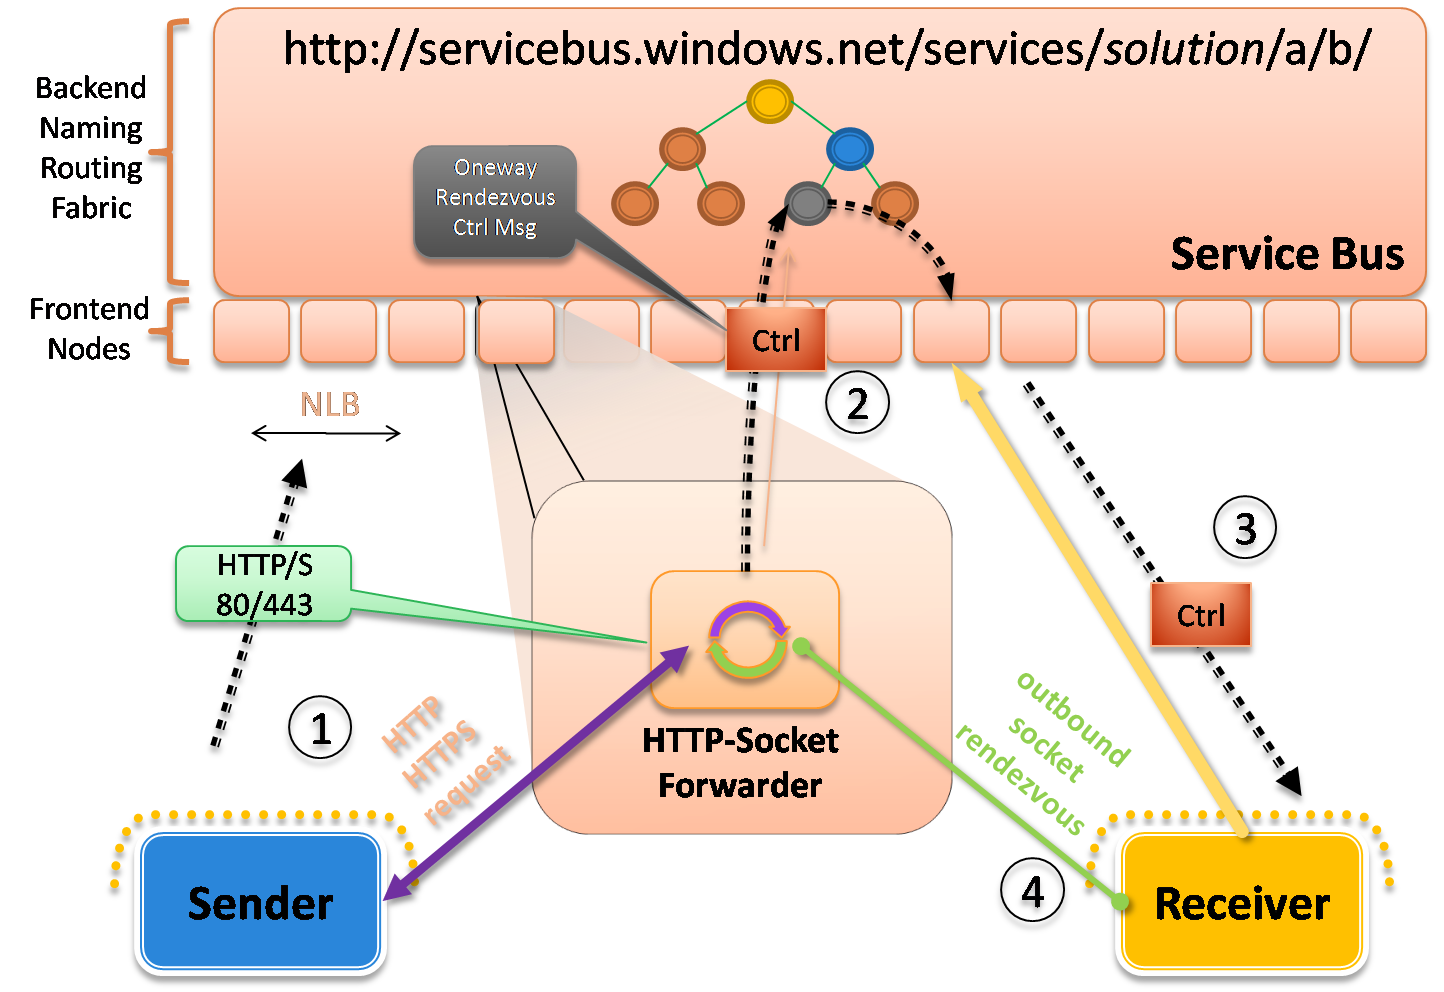 http://servicebus.windows.net/services/solution/a/b/
Backend
Naming
Routing
Fabric
Oneway
Rendezvous
Ctrl Msg
Service Bus
Frontend
Nodes
Ctrl
2
NLB
3
HTTP/S
80/443
Ctrl
1
HTTP
HTTPS
request
HTTP-Socket
Forwarder
outbound
socket
rendezvous
4
Sender
Receiver